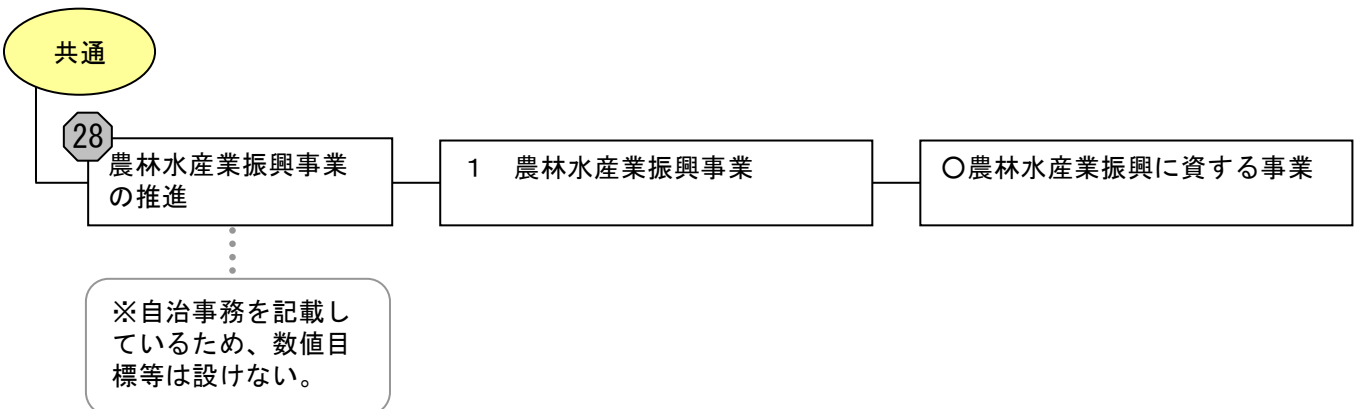 共通
28
農林水産業振興事業
の推進
１　農林水産業振興事業
〇農林水産業振興に資する事業
※自治事務を記載し
ているため、数値目
標等は設けない。